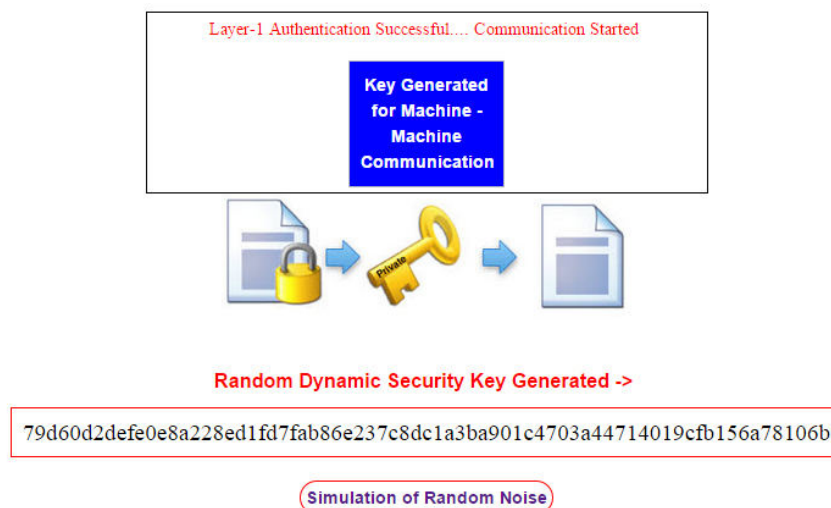 Layer-1 Authentication Successful.... Communication Started
Key Generated
for Machine -
Machine
Communication
Private
Random Dynamic Security Key Generated ->
79d60d2defe0e8a228ed1fd7fab86e237c8dc1a3ba901c4703a44714019cfb156a78106b
Simulation of Random Noise